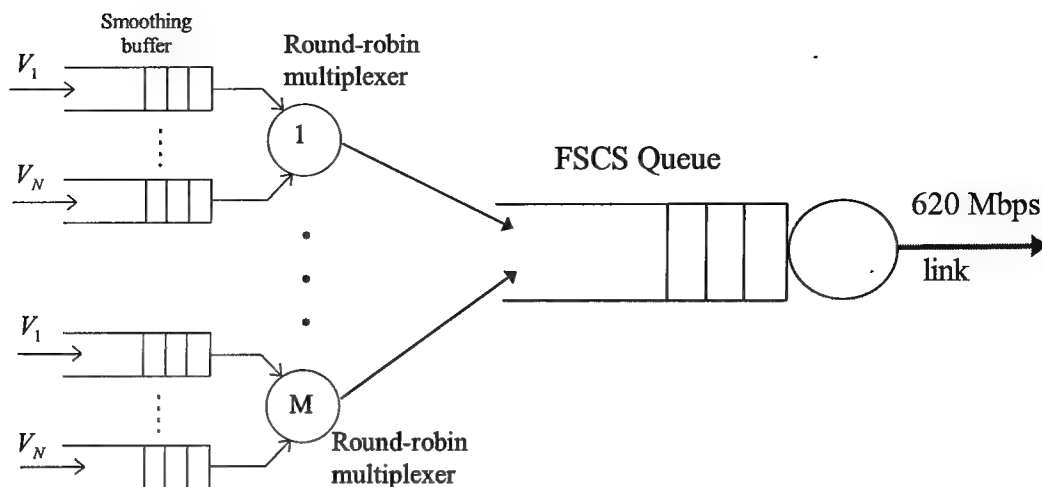 Smoothing
buffer
Round-robin
multiplexer
V1
1
VN
FSCS Queue
620 Mbps
link
V1
M
VN
Round-robin
multiplexer